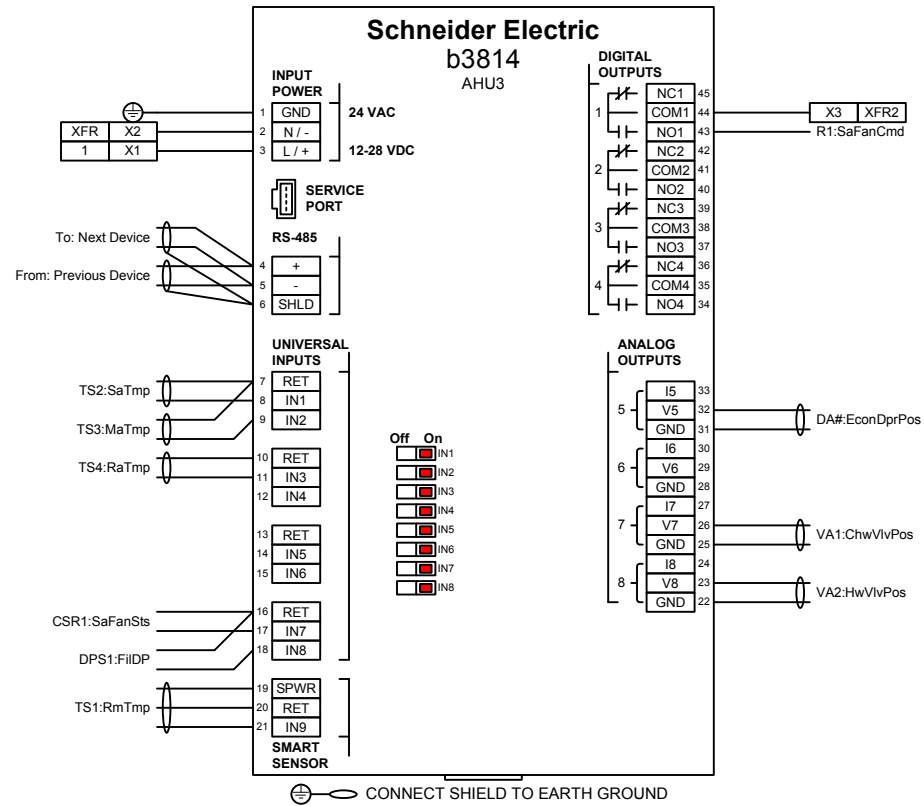 Schneider Electric
b3814
AHU3
INPUT
POWER
1 GND
2 N / -
3 L / +
24 VAC
12-28 VDC
XFR X2
1 X1
SERVICE
PORT
RS-485
To: Next Device
From: Previous Device
4 +
5 -
6 SHLD
UNIVERSAL
INPUTS
TS2:SaTmp
TS3:MaTmp
TS4:RaTmp
7 RET
8 IN1
9 IN2
10 RET
11 IN3
12 IN4
13 RET
14 IN5
15 IN6
CSR1:SaFanSts
DPS1:FilDP
16 RET
17 IN7
18 IN8
TS1:RmTmp
19 SPWR
20 RET
21 IN9
SMART
SENSOR
Off On
IN1
IN2
IN3
IN4
IN5
IN6
IN7
IN8
DIGITAL
OUTPUTS
1
NC1 45
COM1 44
NO1 43
X3 XFR2
R1:SaFanCmd
2
NC2 42
COM2 41
NO2 40
3
NC3 39
COM3 38
NO3 37
4
NC4 36
COM4 35
NO4 34
ANALOG
OUTPUTS
5
I5 33
V5 32
GND 31
DA#:EconDprPos
6
I6 30
V6 29
GND 28
7
I7 27
V7 26
GND 25
VA1:ChwVlvPos
8
I8 24
V8 23
GND 22
VA2:HwVlvPos
CONNECT SHIELD TO EARTH GROUND